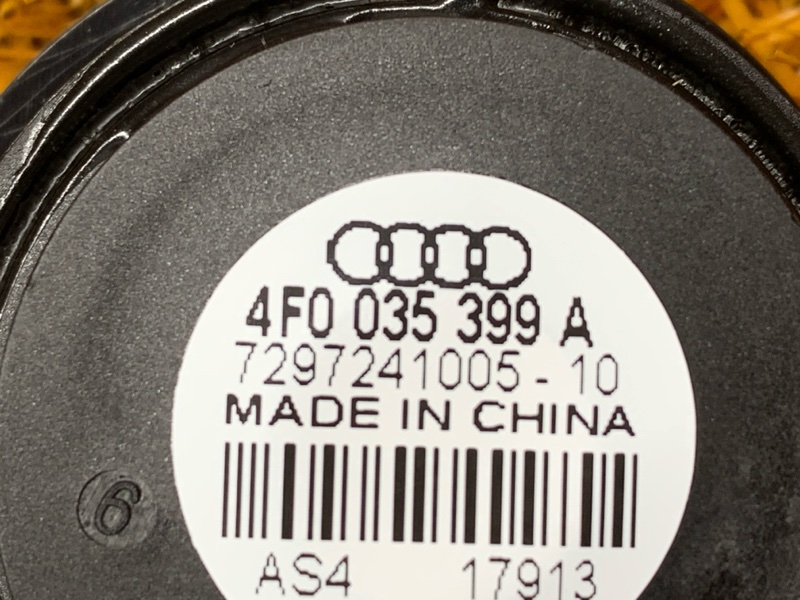 4F0 035 399 A
7297241005 - 10
MADE IN CHINA
6
AS4 17913